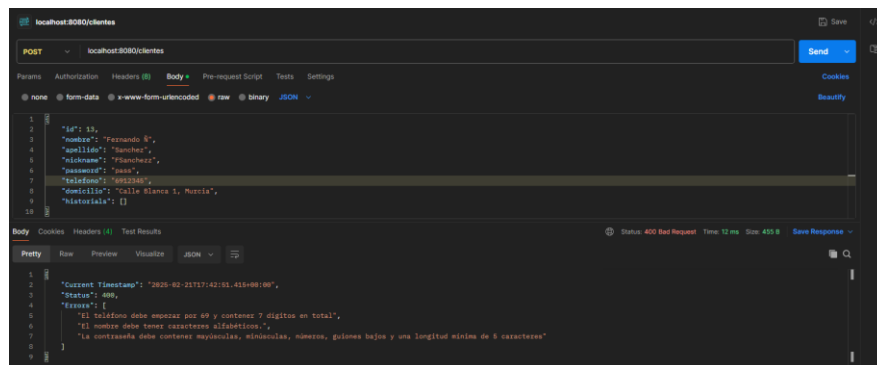 localhost:8080/clientes
Save
POST
localhost:8080/clientes
Send
Params Authorization Headers (8) Body Pre-request Script Tests Settings Cookies
none form-data x-www-form-urlencoded raw binary JSON Beautify
1 {
2 "id": 13,
3 "nombre": "Fernando Ñ",
4 "apellido": "Sanchez",
5 "nickname": "FSanchezz",
6 "password": "pass",
7 "telefono": "6912346",
8 "domicilio": "Calle Blanca 1, Murcia",
9 "historials": []
10 }
Body Cookies Headers (4) Test Results Status: 400 Bad Request Time: 12 ms Size: 455 B Save Response
Pretty Raw Preview Visualize JSON
1 {
2 "Current Timestamp": "2025-02-21T17:42:51.415+00:00",
3 "Status": 400,
4 "Errors": [
5 "El teléfono debe empezar por 69 y contener 7 dígitos en total",
6 "El nombre debe tener caracteres alfabéticos.",
7 "La contraseña debe contener mayúsculas, minúsculas, números, guiones bajos y una longitud mínima de 5 caracteres"
8 ]
9 }